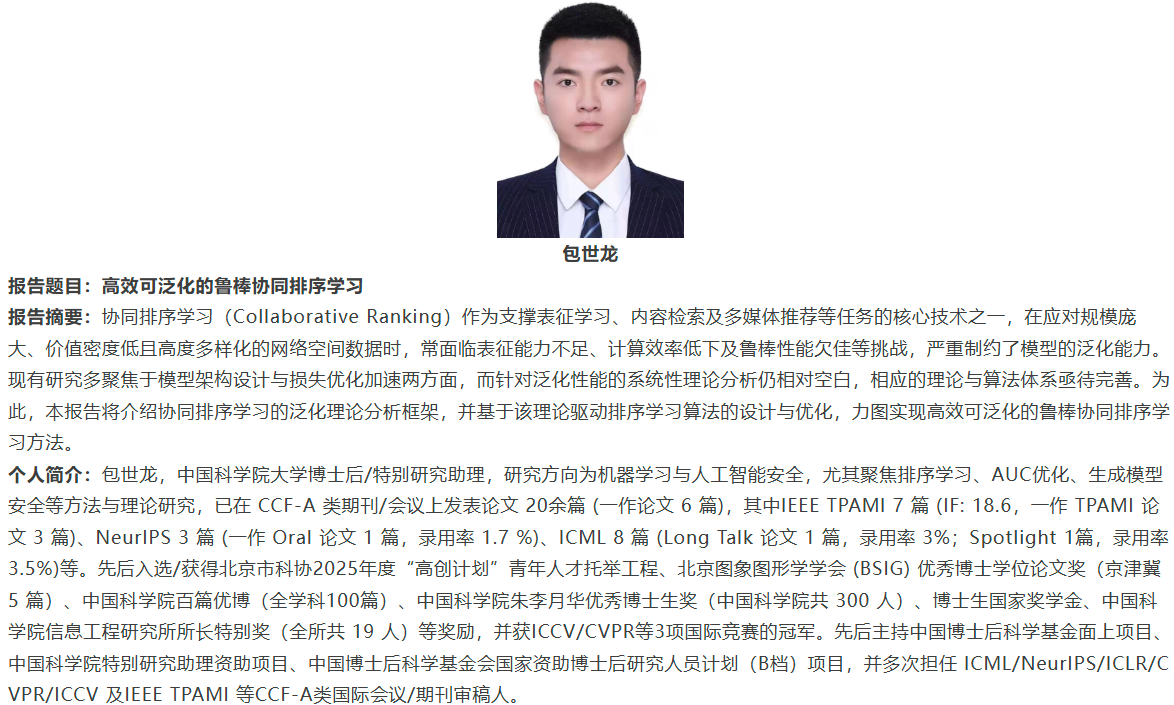 包世龙
报告题目：高效可泛化的鲁棒协同排序学习
报告摘要：协同排序学习（Collaborative Ranking）作为支撑表征学习、内容检索及多媒体推荐等任务的核心技术之一，在应对规模庞
大、价值密度低且高度多样化的网络空间数据时，常面临表征能力不足、计算效率低下及鲁棒性能欠佳等挑战，严重制约了模型的泛化能力。
现有研究多聚焦于模型架构设计与损失优化加速两方面，而针对泛化性能的系统性理论分析仍相对空白，相应的理论与算法体系亟待完善。为
此，本报告将介绍协同排序学习的泛化理论分析框架，并基于该理论驱动排序学习算法的设计与优化，力图实现高效可泛化的鲁棒协同排序学
习方法。
个人简介：包世龙，中国科学院大学博士后/特别研究助理，研究方向为机器学习与人工智能安全，尤其聚焦排序学习、AUC优化、生成模型
安全等方法与理论研究，已在 CCF-A 类期刊/会议上发表论文 20余篇 (一作论文 6 篇)，其中IEEE TPAMI 7 篇 (IF: 18.6，一作 TPAMI 论
文 3 篇)、NeurIPS 3 篇 (一作 Oral 论文 1 篇，录用率 1.7 %)、ICML 8 篇 (Long Talk 论文 1 篇，录用率 3%；Spotlight 1篇，录用率
3.5%)等。先后入选/获得北京市科协2025年度“高创计划”青年人才托举工程、北京图象图形学学会 (BSIG) 优秀博士学位论文奖（京津冀
5 篇）、中国科学院百篇优博（全学科100篇）、中国科学院朱李月华优秀博士生奖（中国科学院共 300 人）、博士生国家奖学金、中国科
学院信息工程研究所所长特别奖（全所共 19 人）等奖励，并获ICCV/CVPR等3项国际竞赛的冠军。先后主持中国博士后科学基金面上项目、
中国科学院特别研究助理资助项目、中国博士后科学基金会国家资助博士后研究人员计划（B档）项目，并多次担任 ICML/NeurIPS/ICLR/C
VPR/ICCV 及IEEE TPAMI 等CCF-A类国际会议/期刊审稿人。